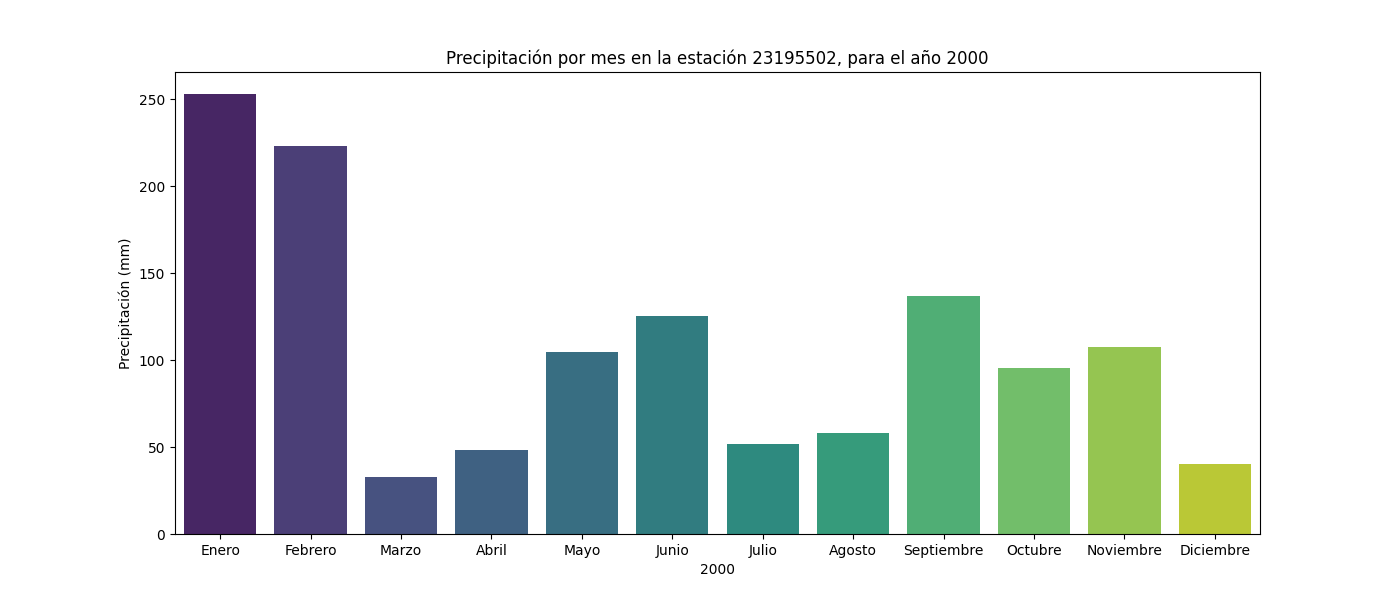 Precipitación por mes en la estación 23195502, para el año 2000
Precipitación (mm)
250
200
150
100
50
0
Enero Febrero Marzo Abril Mayo Junio Julio Agosto Septiembre Octubre Noviembre Diciembre
2000